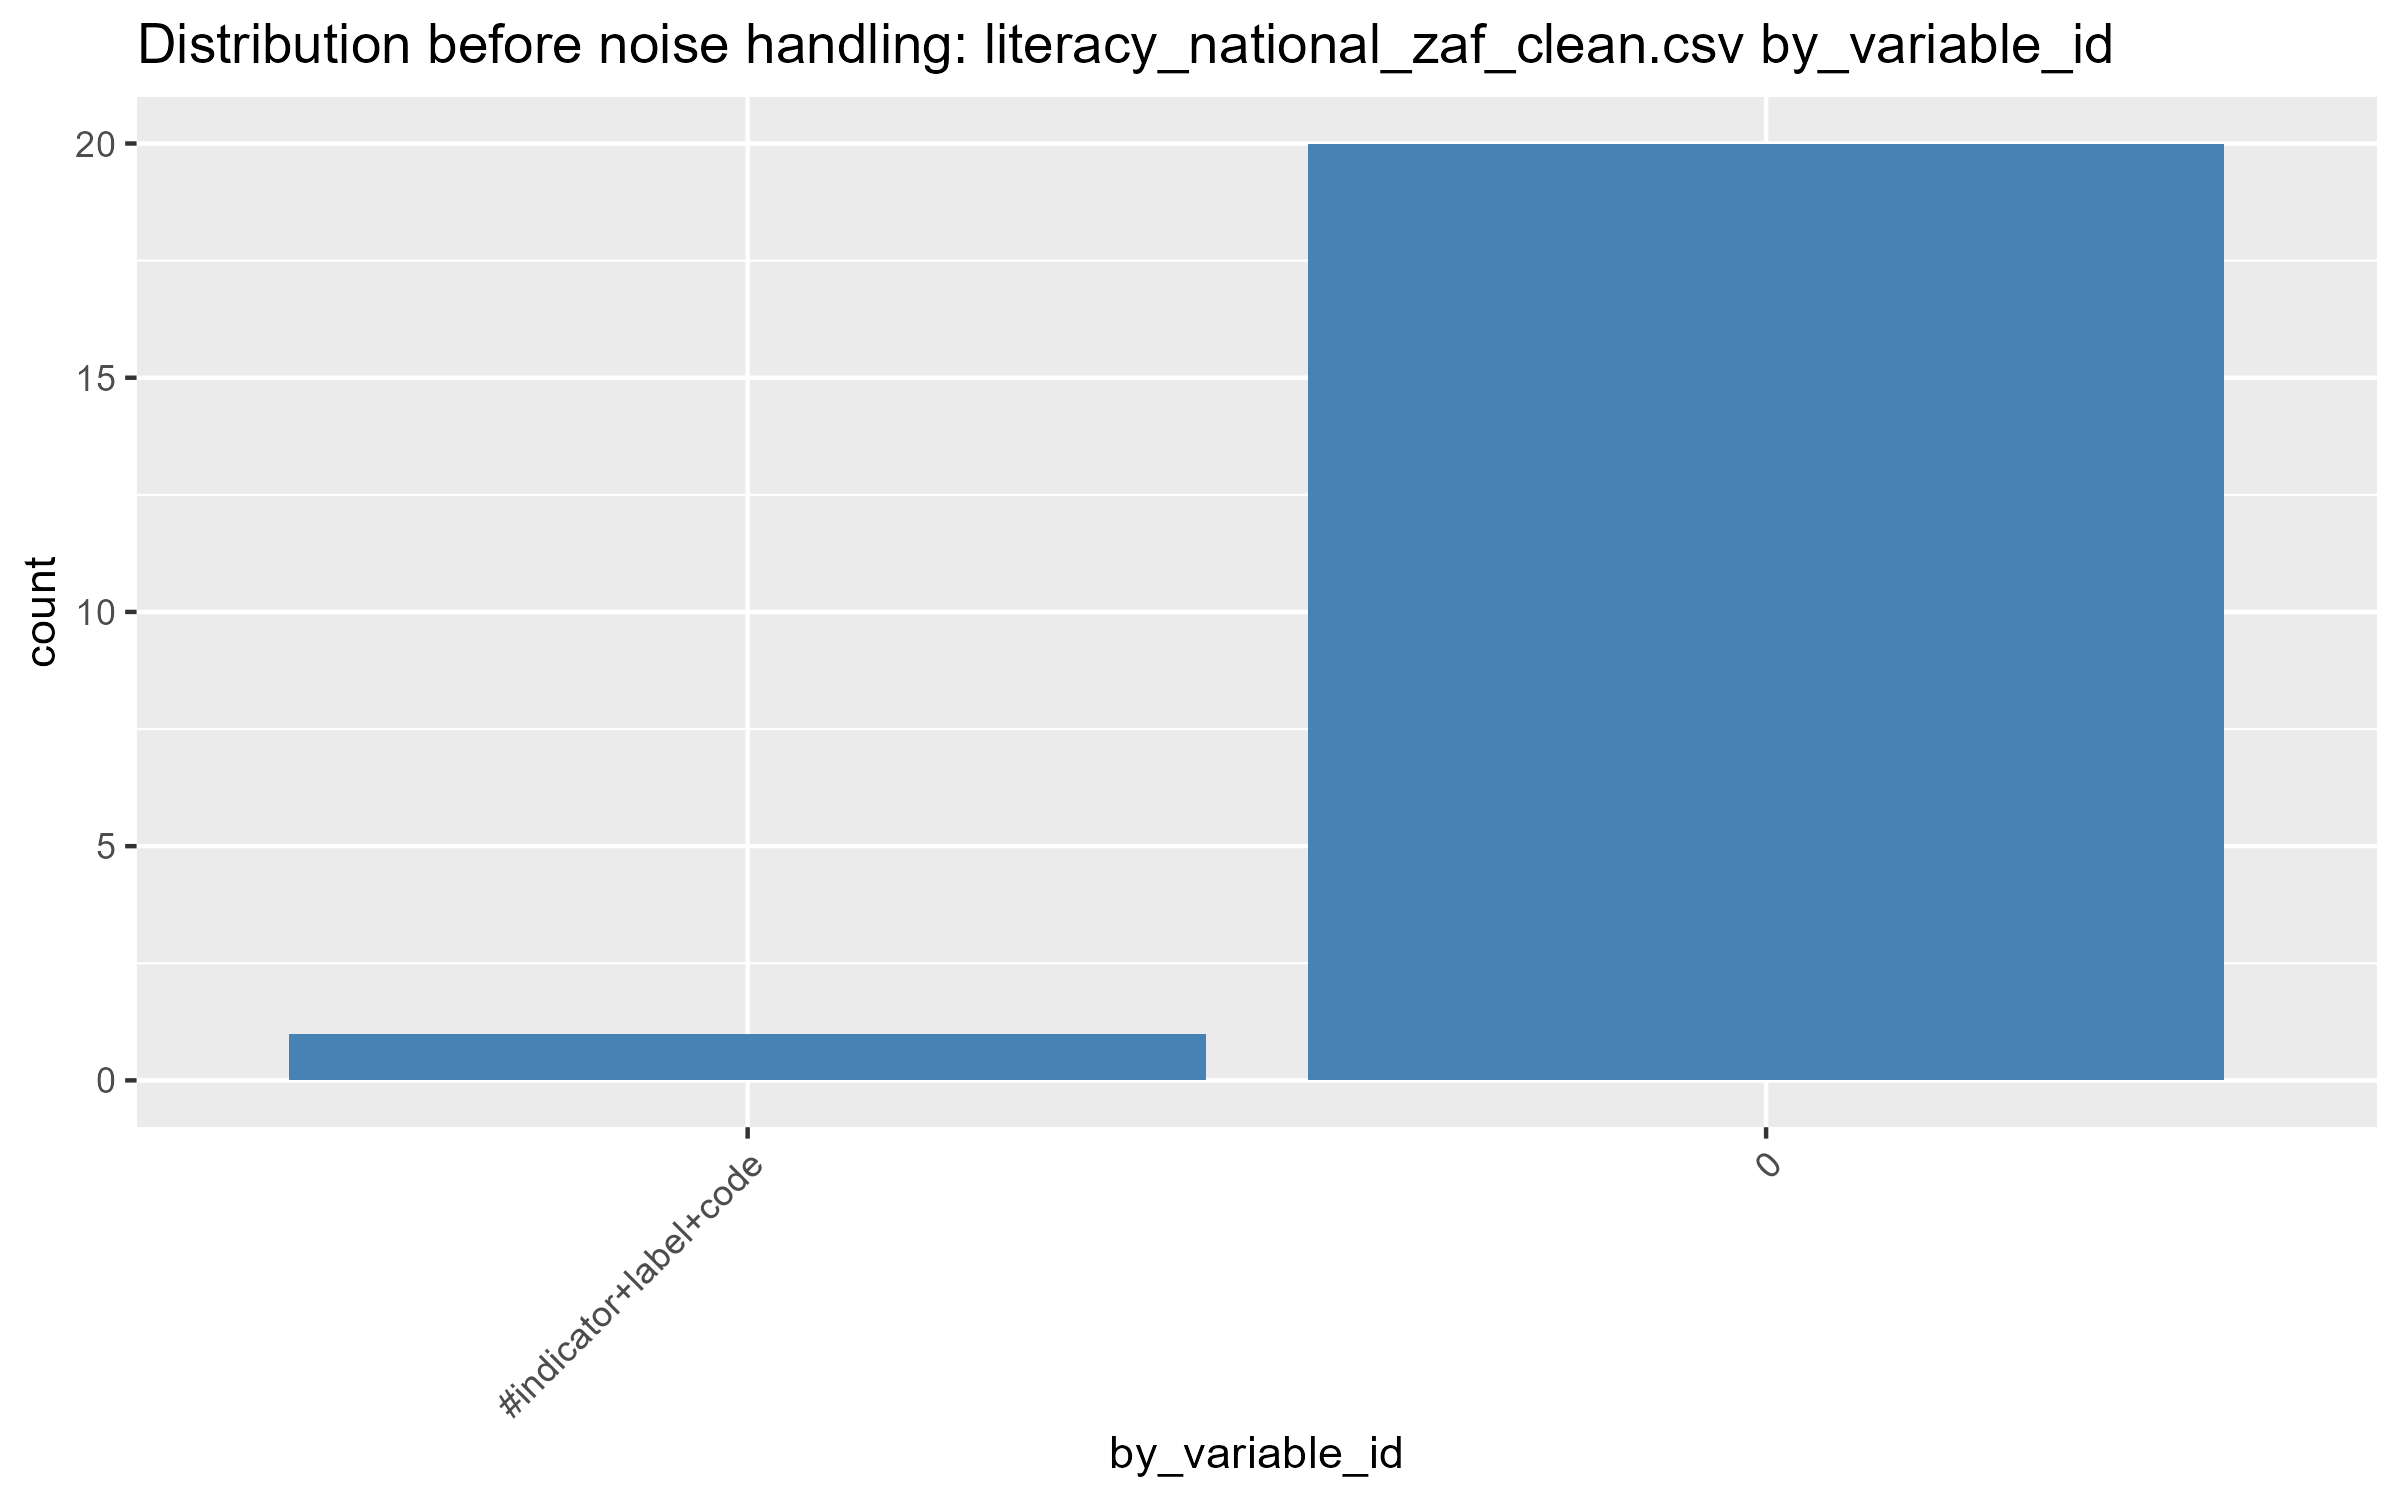 Distribution before noise handling: literacy_national_zaf_clean.csv by_variable_id
count
20
15
10
5
0
#indicator+label+code
0
by_variable_id